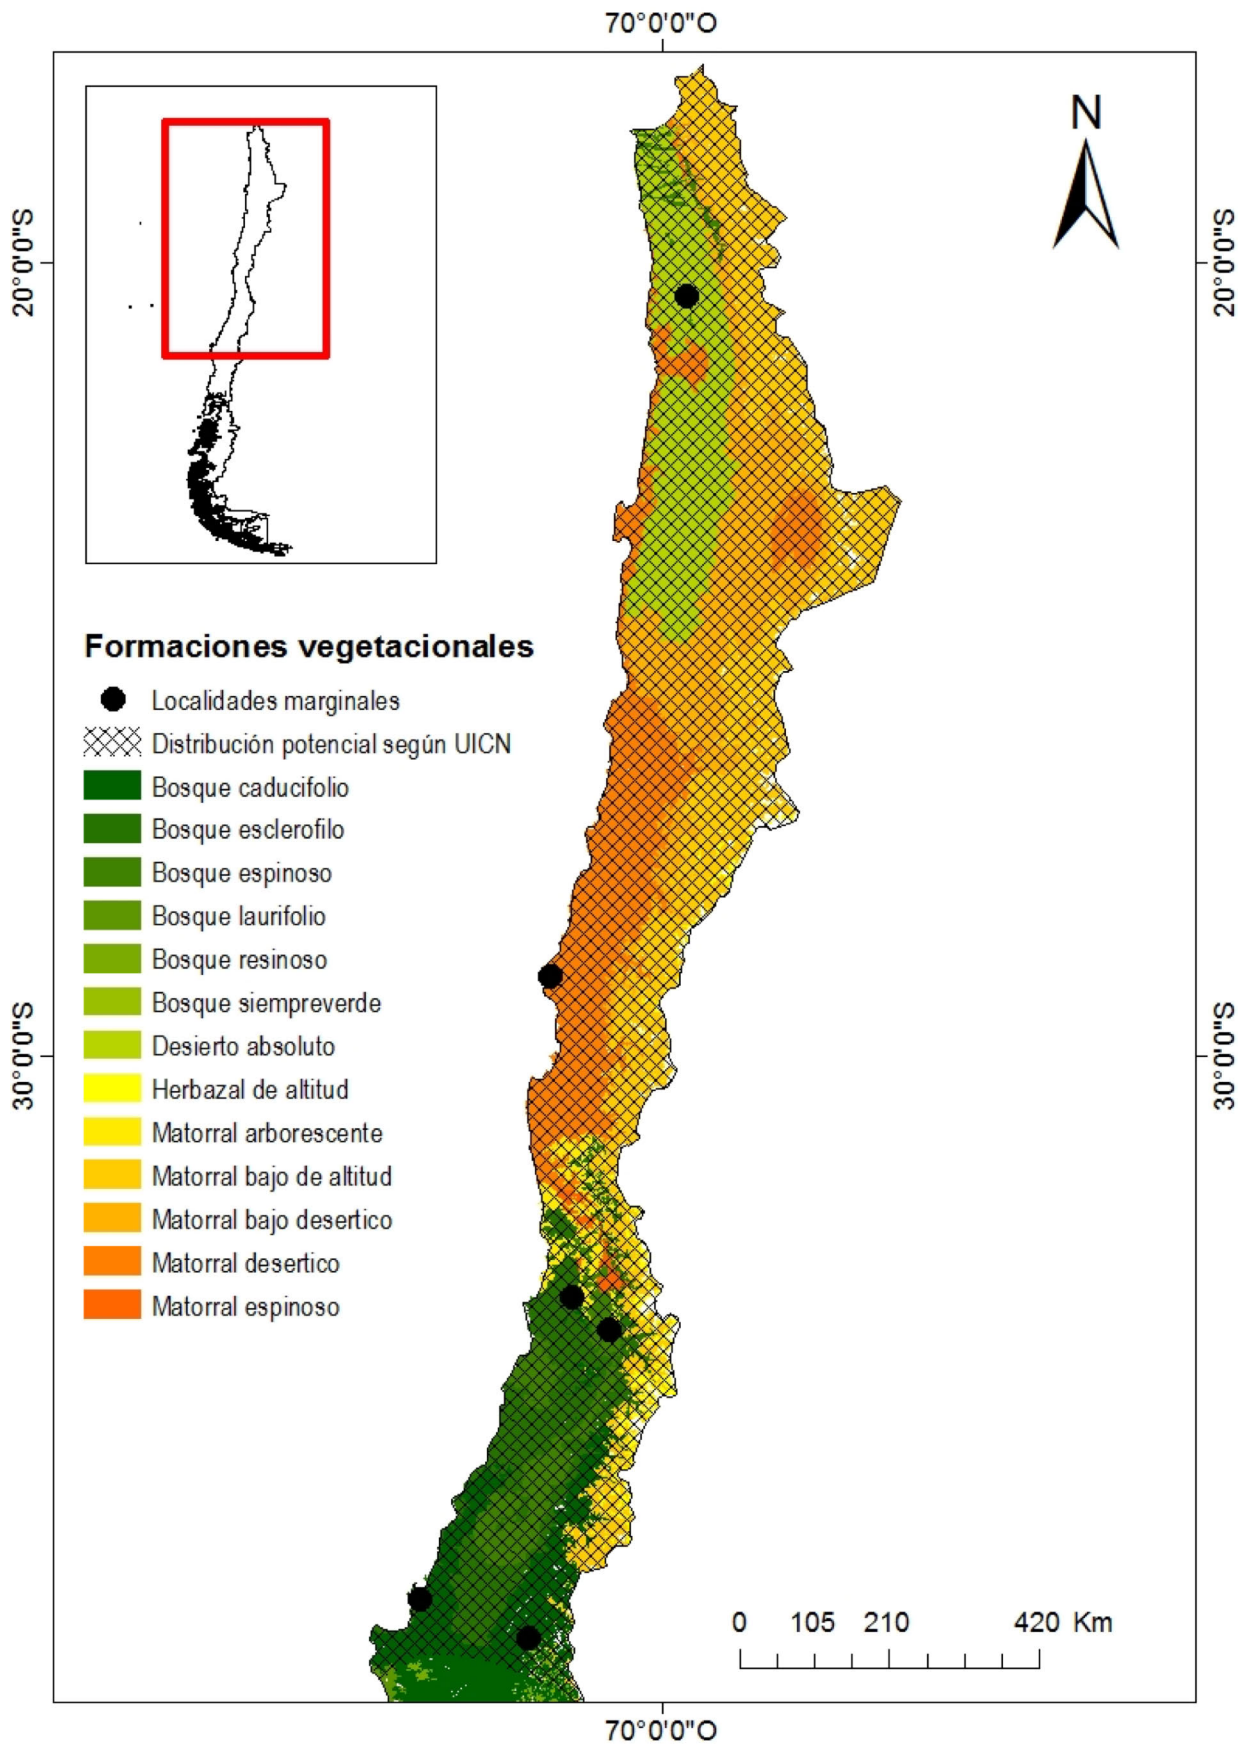 70°0'0"O
N
20°0'0"S
20°0'0"S
Formaciones vegetacionales
Localidades marginales
Distribución potencial según UICN
Bosque caducifolio
Bosque esclerofilo
Bosque espinoso
Bosque laurifolio
Bosque resinoso
Bosque siempreverde
Desierto absoluto
Herbazal de altitud
Matorral arborescente
Matorral bajo de altitud
Matorral bajo desertico
Matorral desertico
Matorral espinoso
30°0'0"S
30°0'0"S
0 105 210 420 Km
70°0'0"O